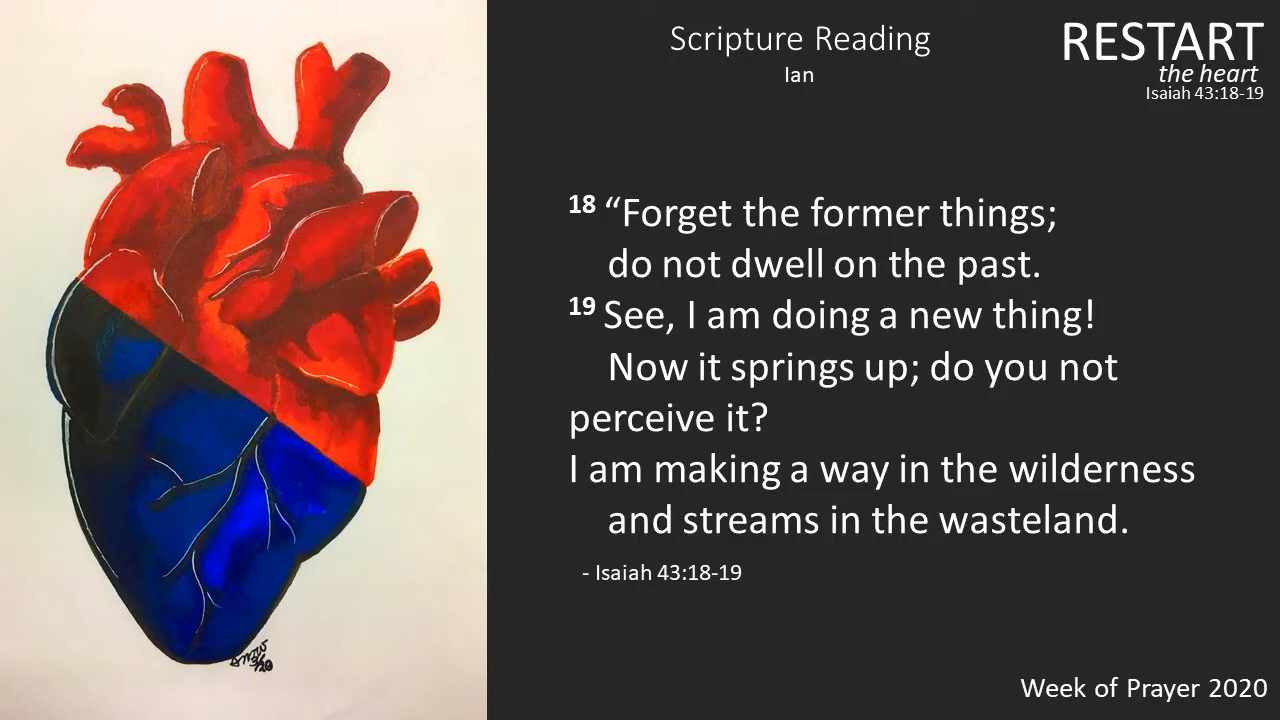 Scripture Reading
Ian
RESTART
the heart
Isaiah 43:18-19
18 “Forget the former things;
do not dwell on the past.
19 See, I am doing a new thing!
Now it springs up; do you not
perceive it?
I am making a way in the wilderness
and streams in the wasteland.
- Isaiah 43:18-19
Week of Prayer 2020